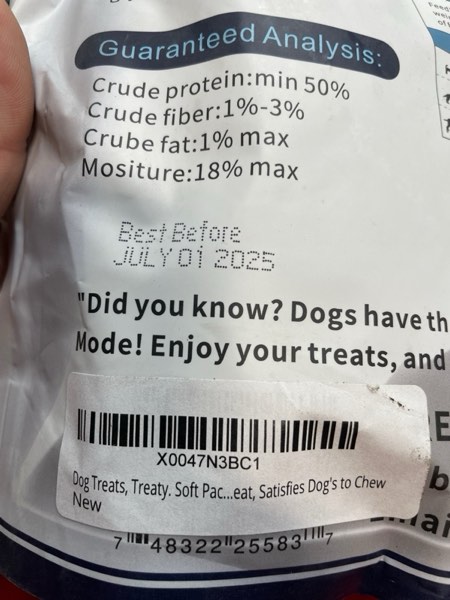 Guaranteed Analysis:
Crude protein:min 50%
Crude fiber:1%-3%
Crube fat:1% max
Mositure:18% max
Best Before
JULY 01 2025
"Did you know? Dogs have th
Mode! Enjoy your treats, and
X0047N3BC1
Dog Treats, Treaty. Soft Pac...eat, Satisfies Dog's to Chew
New
7 48322 25583 7